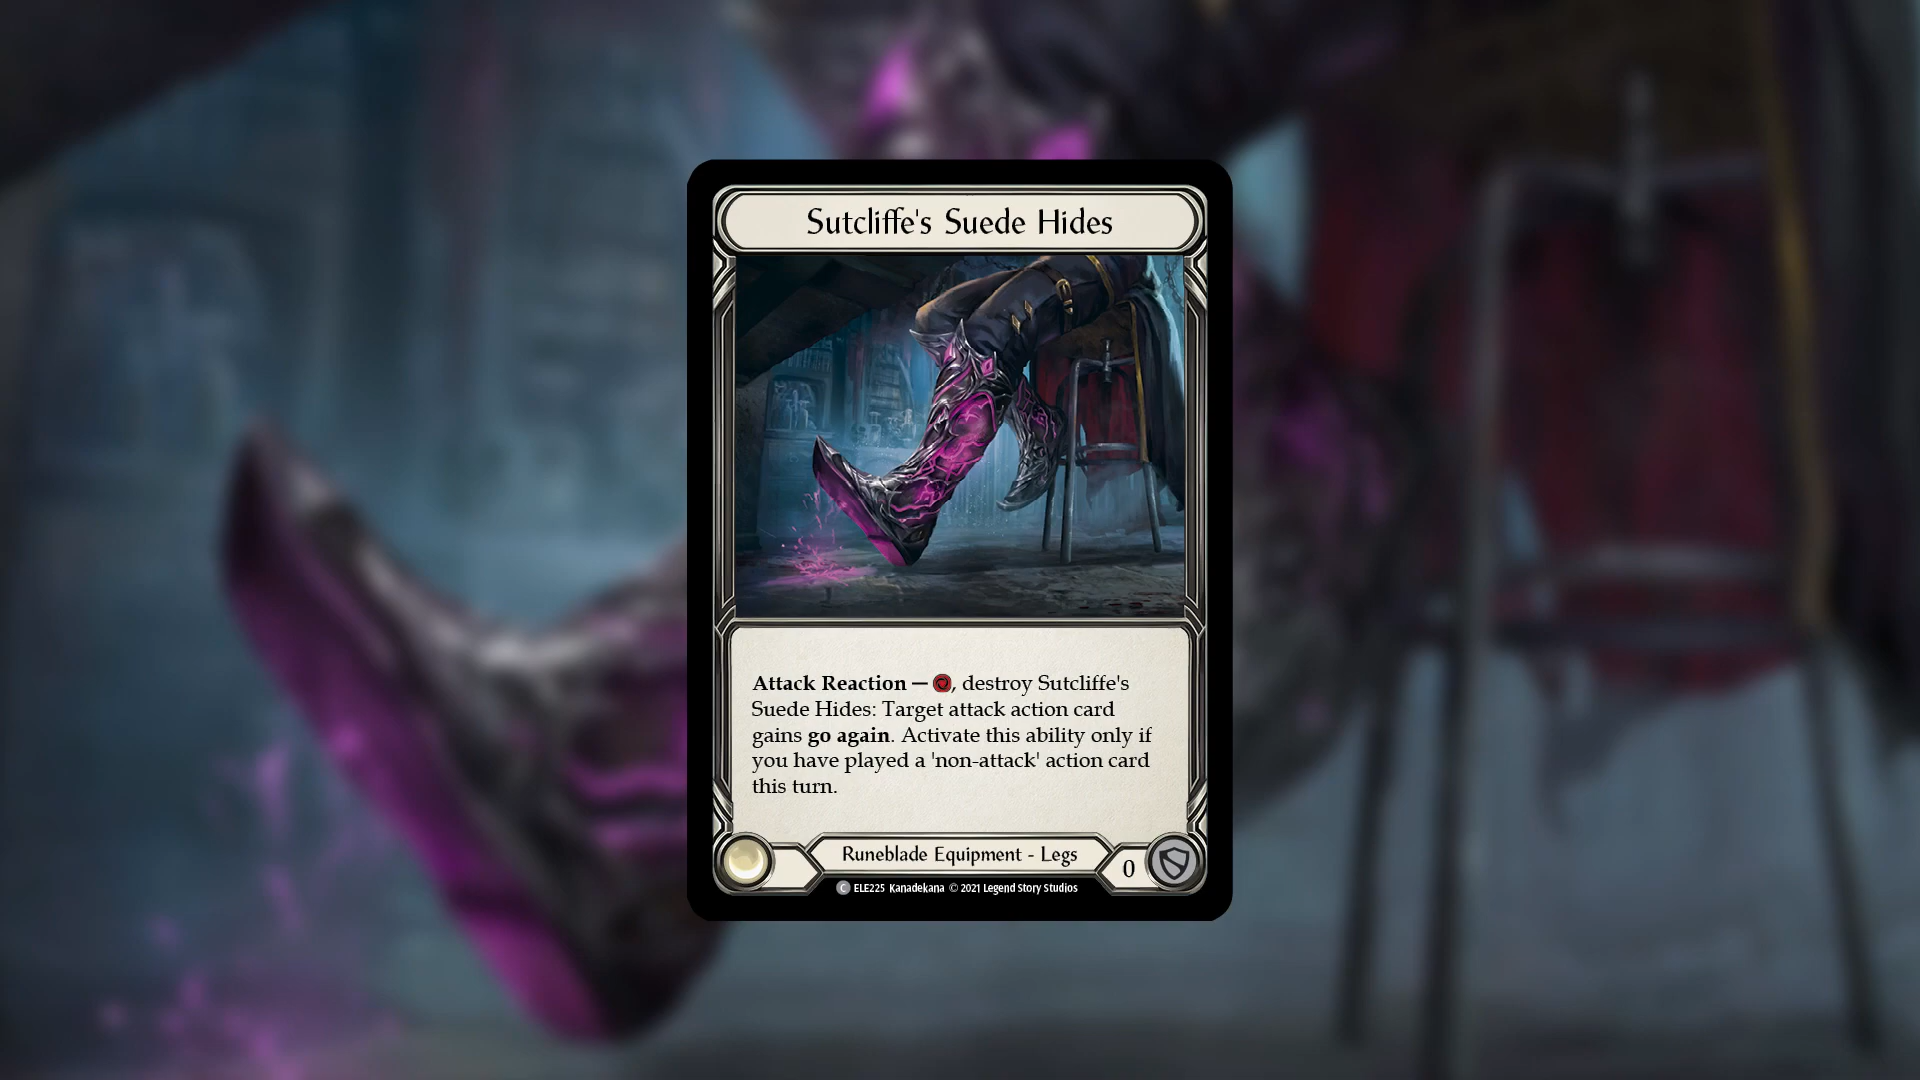 Sutcliffe's Suede Hides
Attack Reaction — , destroy Sutcliffe's
Suede Hides: Target attack action card
gains go again. Activate this ability only if
you have played a 'non-attack' action card
this turn.
Runeblade Equipment - Legs
0
C ELE225 Kanadekana © 2021 Legend Story Studios